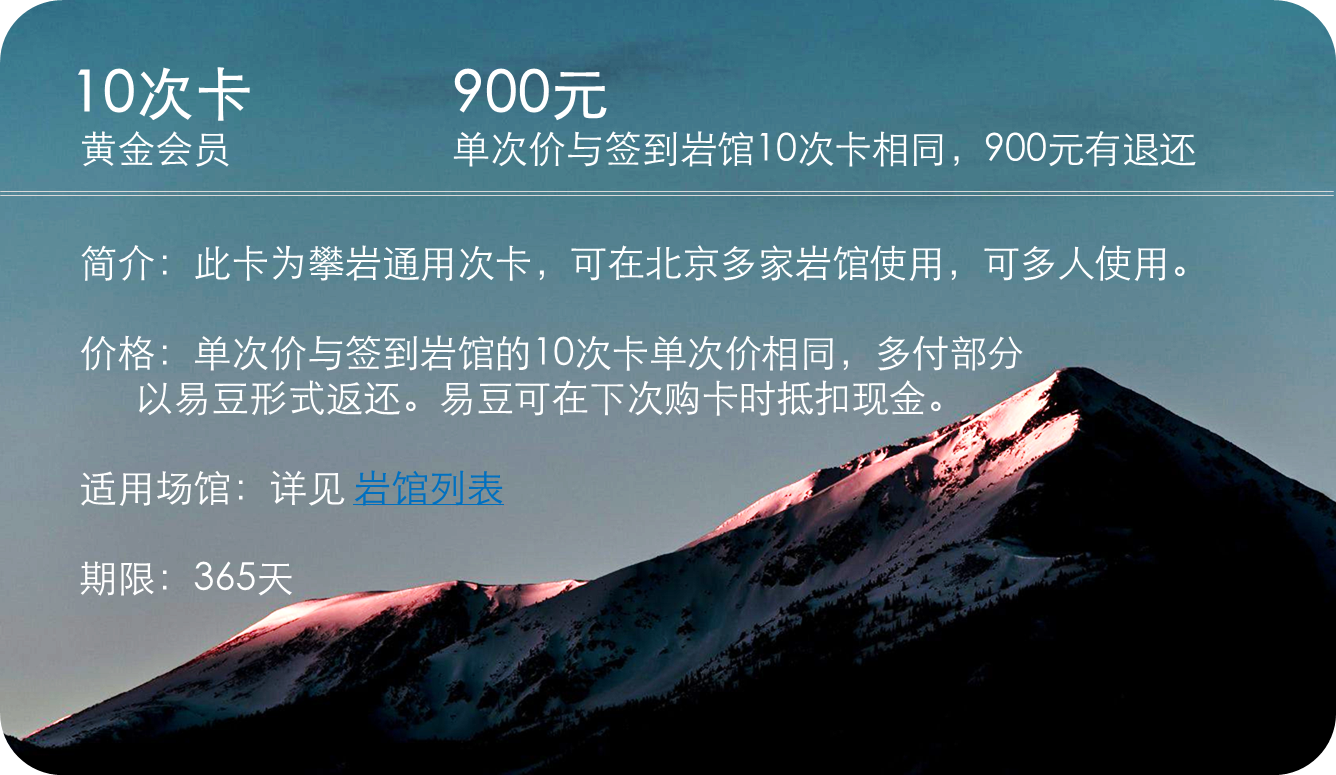 10次卡
900元
黄金会员
单次价与签到岩馆10次卡相同，900元有退还
简介：此卡为攀岩通用次卡，可在北京多家岩馆使用，可多人使用。
价格：单次价与签到岩馆的10次卡单次价相同，多付部分
以易豆形式返还。易豆可在下次购卡时抵扣现金。
适用场馆：详见 岩馆列表
期限：365天